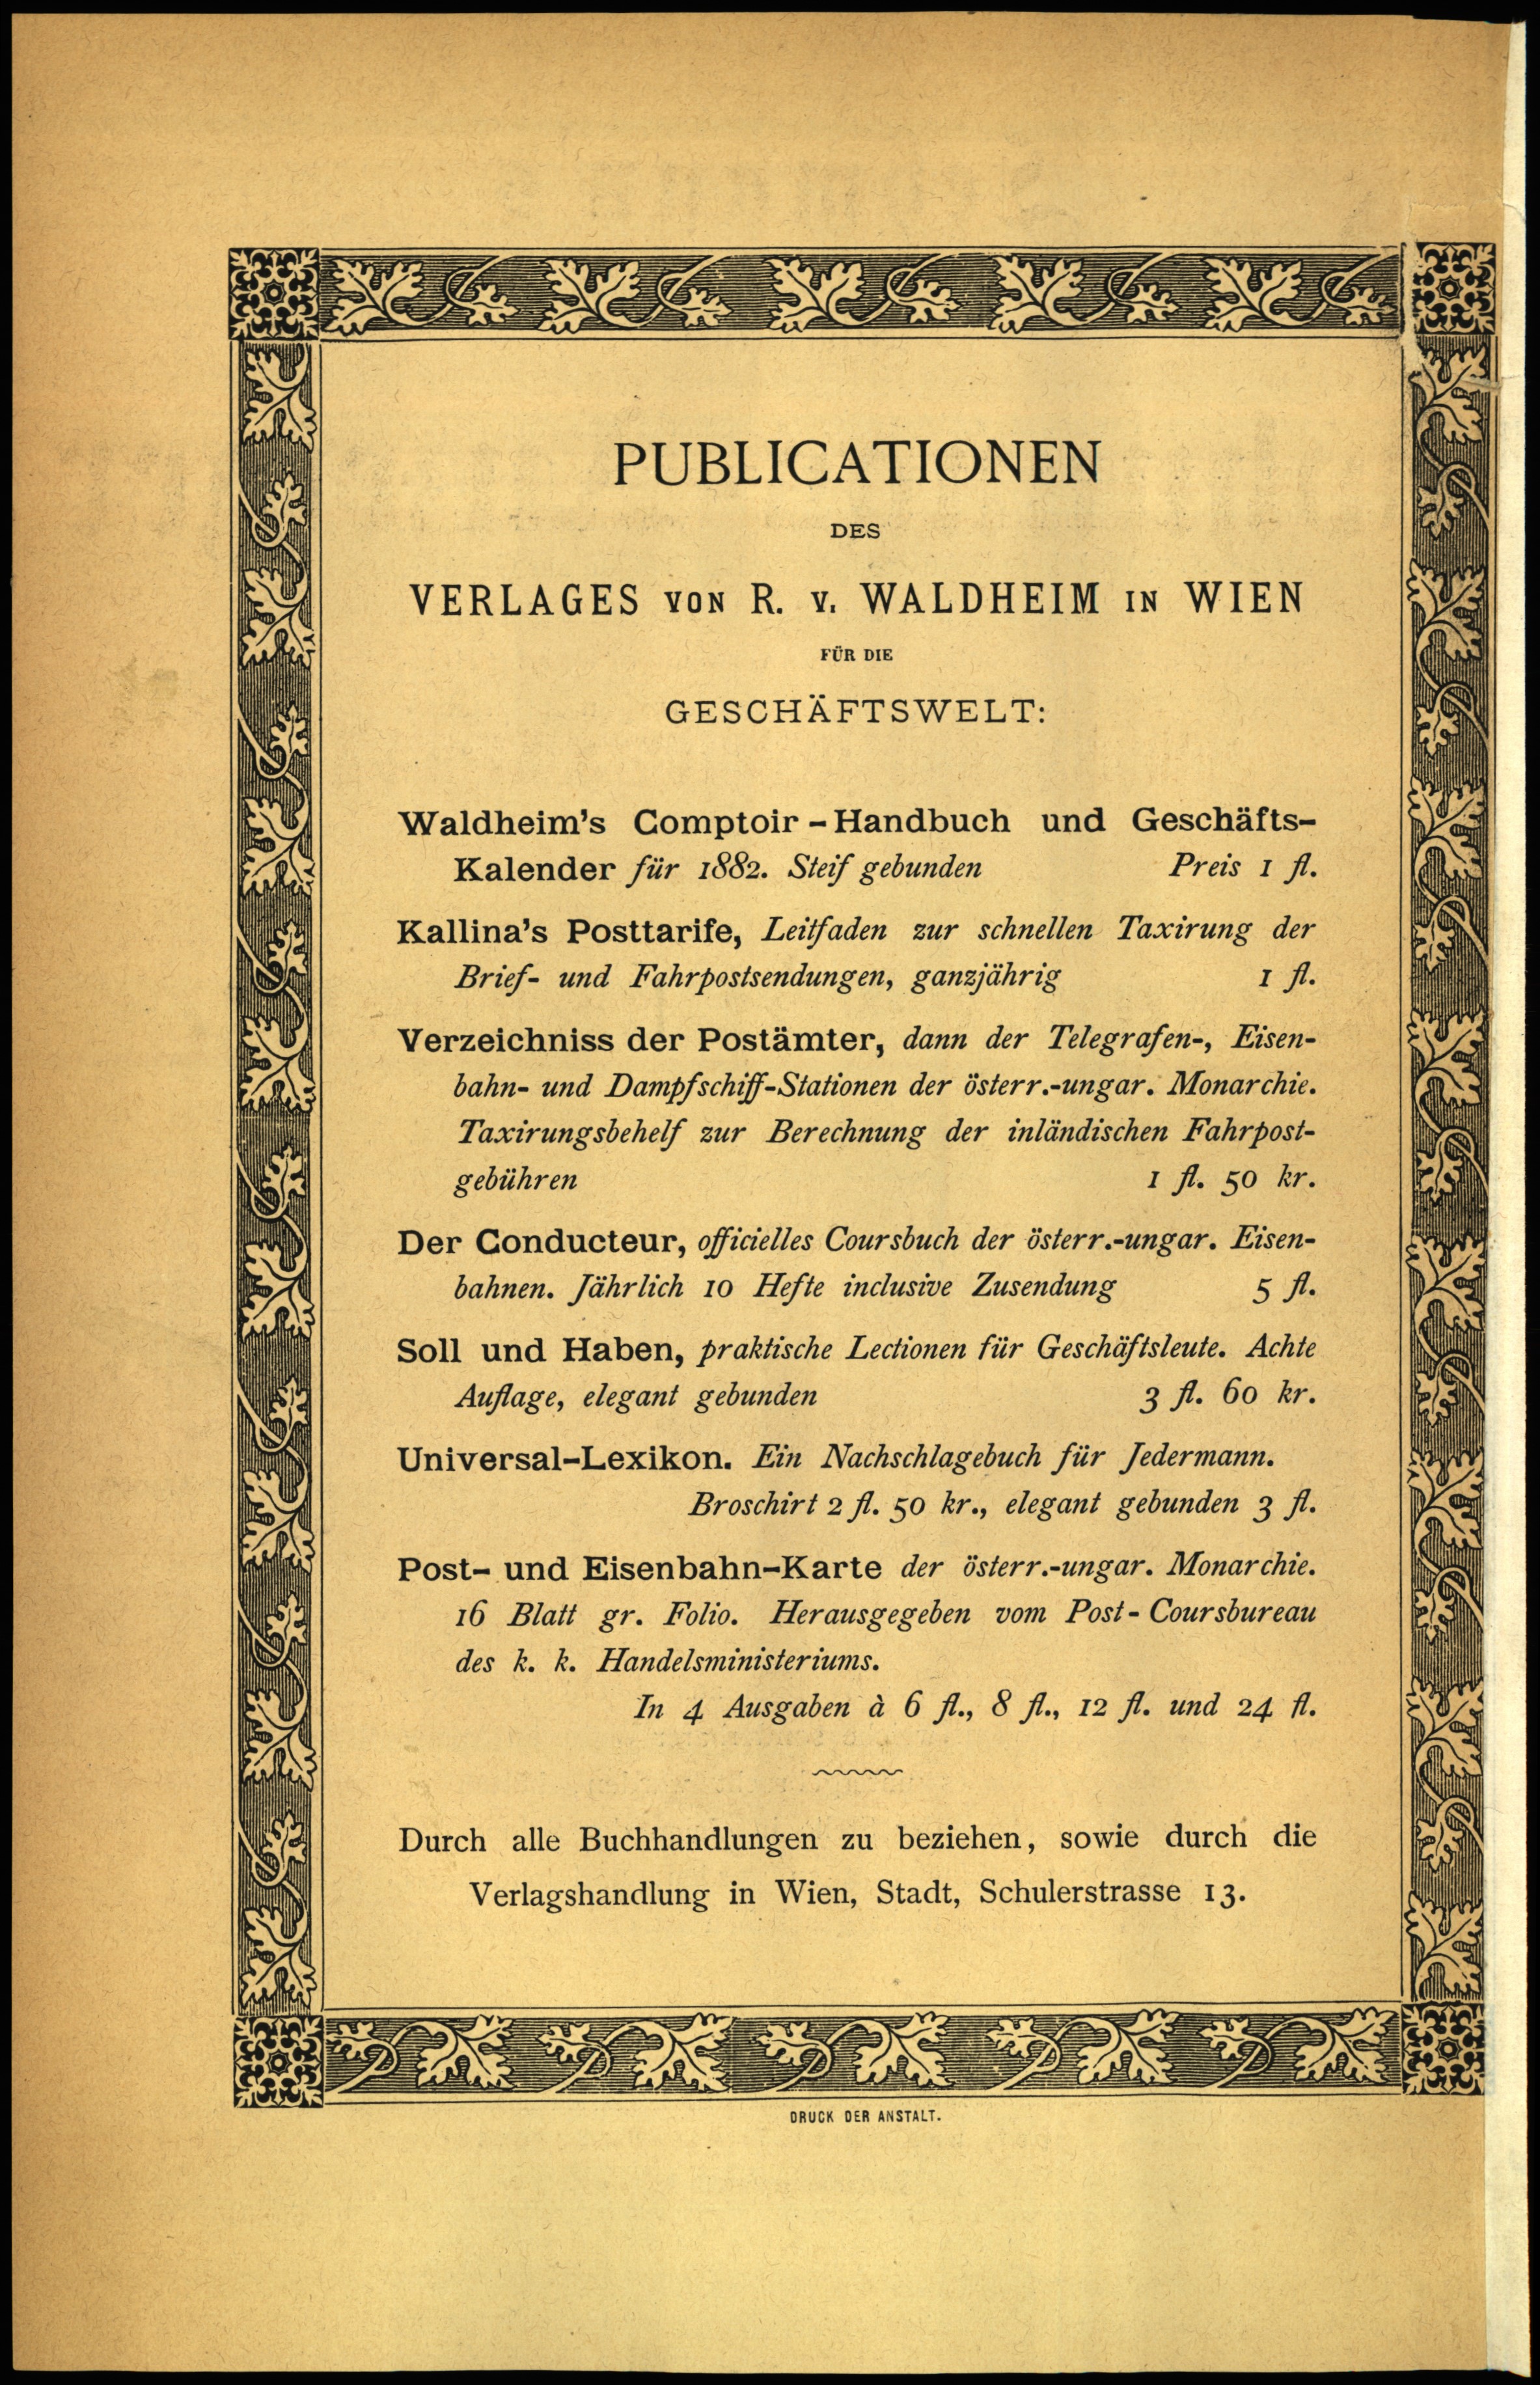 PUBLICATIONEN
DES
VERLAGES VON R. V. WALDHEIM IN WIEN
FÜR DIE
GESCHÄFTSWELT:
Waldheim's Comptoir-Handbuch und Geschäfts-
Kalender für 1882. Steif gebunden Preis 1 fl.
Kallina's Posttarife, Leitfaden zur schnellen Taxirung der
Brief- und Fahrpostsendungen, ganzjährig 1 fl.
Verzeichniss der Postämter, dann der Telegrafen-, Eisen-
bahn- und Dampfschiff-Stationen der österr.-ungar. Monarchie.
Taxirungsbehelf zur Berechnung der inländischen Fahrpost-
gebühren 1 fl. 50 kr.
Der Conducteur, officielles Coursbuch der österr.-ungar. Eisen-
bahnen. Jährlich 10 Hefte inclusive Zusendung 5 fl.
Soll und Haben, praktische Lectionen für Geschäftsleute. Achte
Auflage, elegant gebunden 3 fl. 60 kr.
Universal-Lexikon. Ein Nachschlagebuch für Jedermann.
Broschirt 2 fl. 50 kr., elegant gebunden 3 fl.
Post- und Eisenbahn-Karte der österr.-ungar. Monarchie.
16 Blatt gr. Folio. Herausgegeben vom Post-Coursbureau
des k. k. Handelsministeriums.
In 4 Ausgaben à 6 fl., 8 fl., 12 fl. und 24 fl.
Durch alle Buchhandlungen zu beziehen, sowie durch die
Verlagshandlung in Wien, Stadt, Schulerstrasse 13.
DRUCK DER ANSTALT.